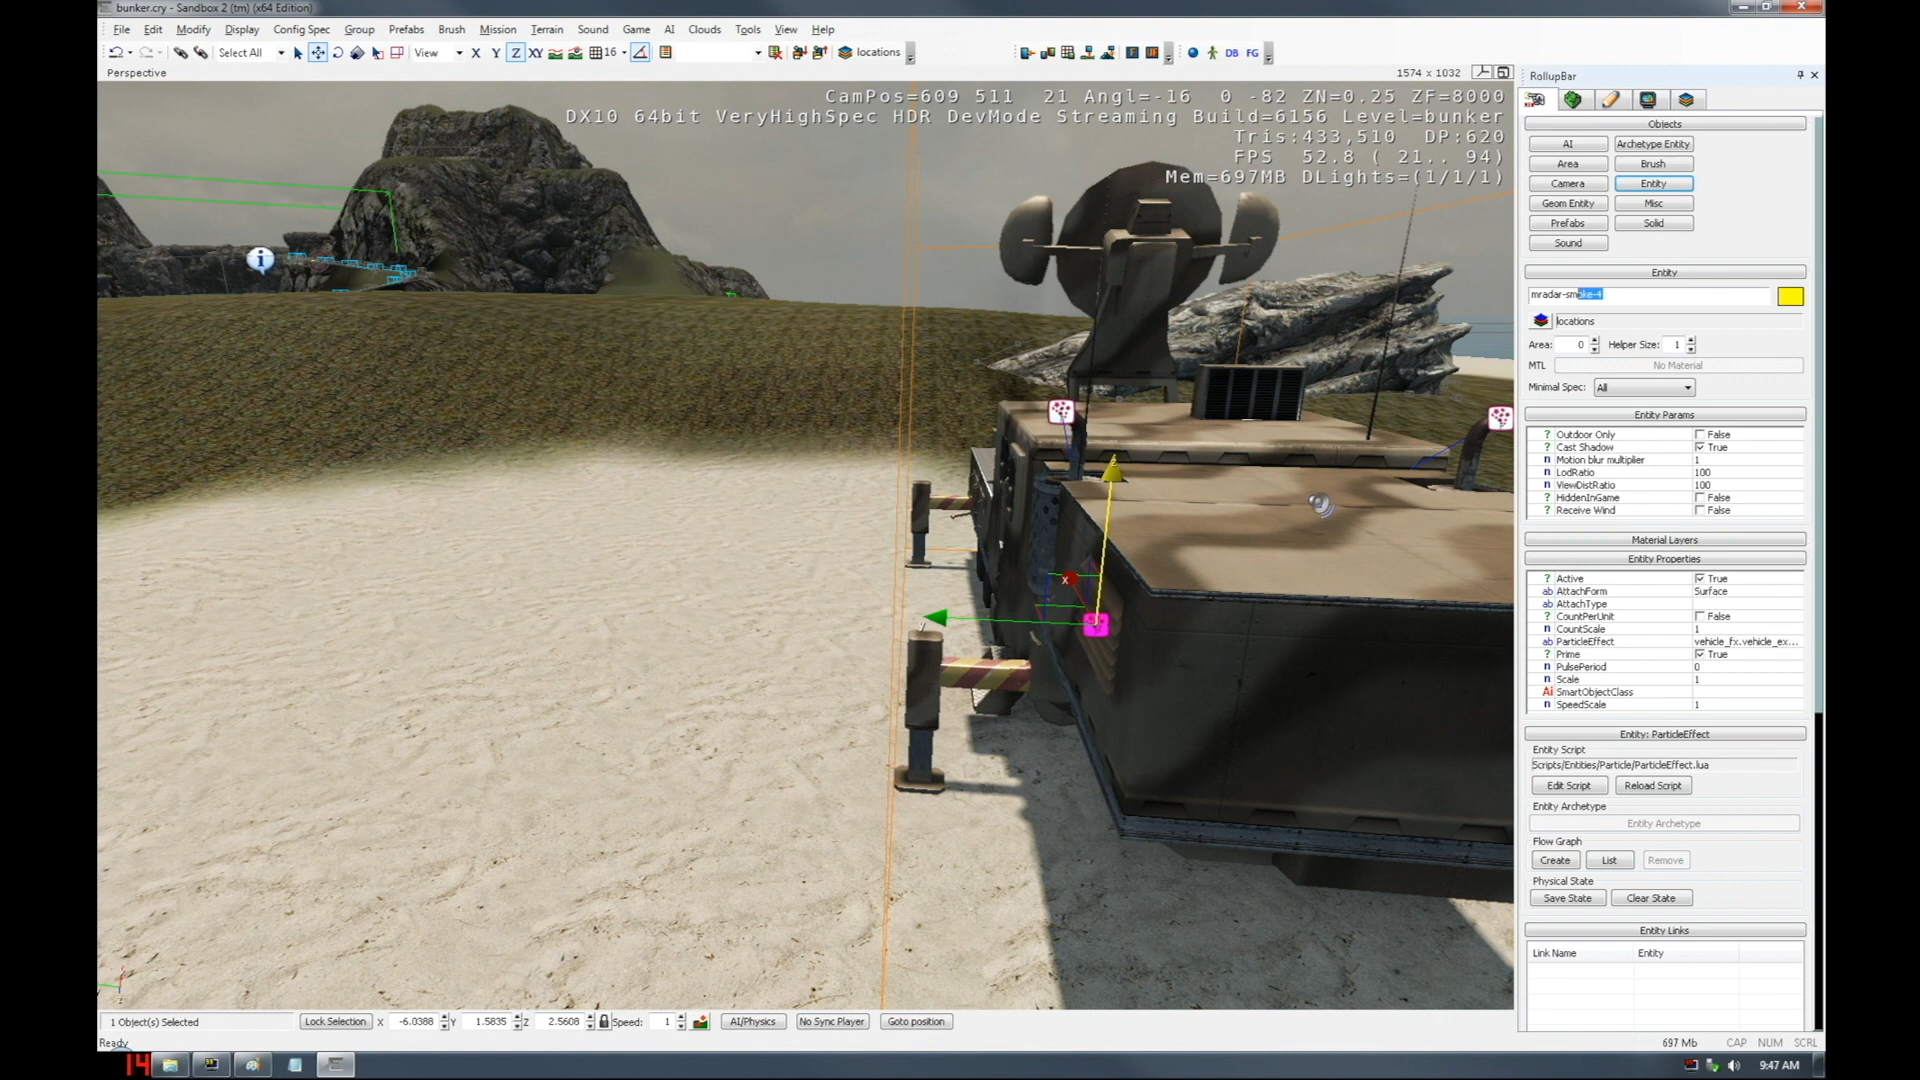 bunker.cry - Sandbox 2 (tm) (x64 Edition)
File Edit Modify Display Config Spec Group Prefabs Brush Mission Terrain Sound Game AI Clouds Tools View Help
Select All View X Y Z XY 16 locations DB FG
Perspective 1574 x 1032
CamPos=609 511 21 Angl=-16 0 -82 ZN=0.25 ZF=8000
DX10 64bit VeryHighSpec HDR DevMode Streaming Build=6156 Level=bunker
Tris:433,510 DP:620
FPS 52.8 ( 21.. 94)
Mem=697MB DLights=(1/1/1)
z
x
y
1 Object(s) Selected Lock Selection X -6.0388 Y 1.5835 Z 2.5608 Speed: 1 AI/Physics No Sync Player Goto position
Ready 697 Mb CAP NUM SCRL
RollupBar
Objects
AI Archetype Entity
Area Brush
Camera Entity
Geom Entity Misc
Prefabs Solid
Sound
Entity
mradar-smoke-4
locations
Area: 0 Helper Size: 1
MTL No Material
Minimal Spec: All
Entity Params
? Outdoor Only False
? Cast Shadow True
n Motion blur multiplier 1
n LodRatio 100
n ViewDistRatio 100
? HiddenInGame False
? Receive Wind False
Material Layers
Entity Properties
? Active True
ab AttachForm Surface
ab AttachType
? CountPerUnit False
n CountScale 1
ab ParticleEffect vehicle_fx.vehicle_ex...
? Prime True
n PulsePeriod 0
n Scale 1
Ai SmartObjectClass
n SpeedScale 1
Entity: ParticleEffect
Entity Script
Scripts/Entities/Particle/ParticleEffect.lua
Edit Script Reload Script
Entity Archetype
Entity Archetype
Flow Graph
Create List Remove
Physical State
Save State Clear State
Entity Links
Link Name Entity
14 9:47 AM